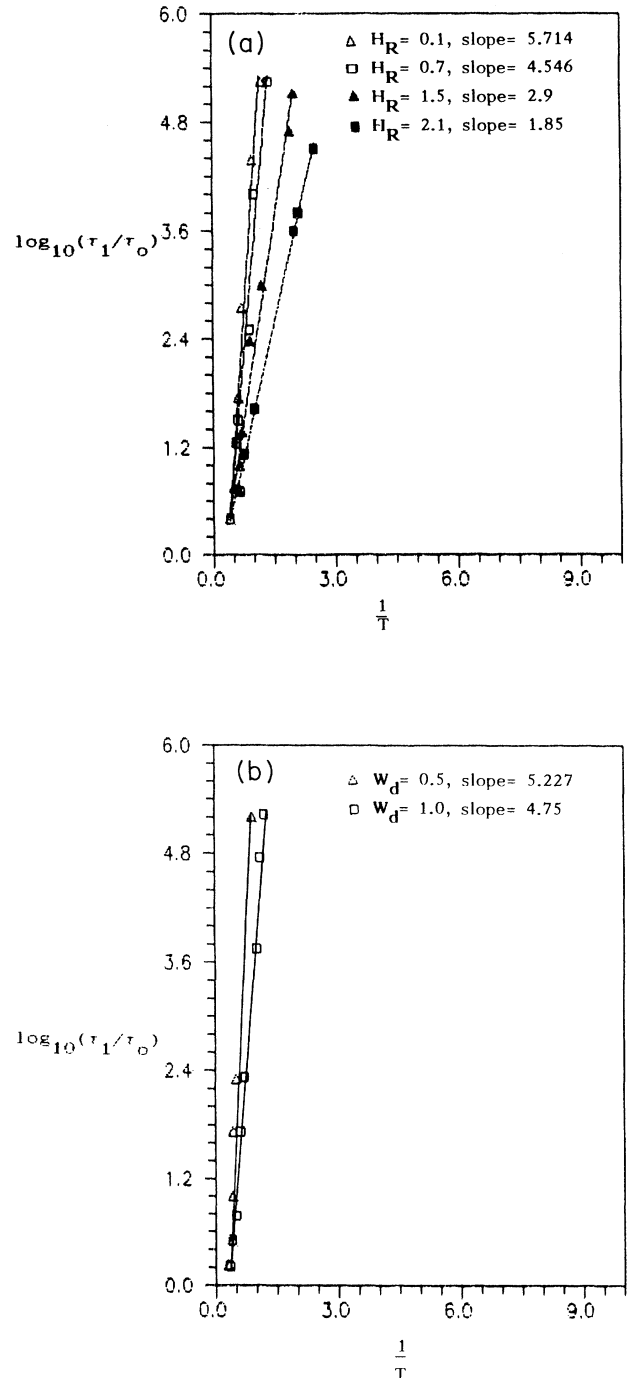 (a)
△ H_R= 0.1, slope= 5.714
□ H_R= 0.7, slope= 4.546
▲ H_R= 1.5, slope= 2.9
■ H_R= 2.1, slope= 1.85
6.0
4.8
3.6
2.4
1.2
0.0
log₁₀(τ₁/τ₀)
0.0 3.0 6.0 9.0
1
T
(b)
△ W_d= 0.5, slope= 5.227
□ W_d= 1.0, slope= 4.75
6.0
4.8
3.6
2.4
1.2
0.0
log₁₀(τ₁/τ₀)
0.0 3.0 6.0 9.0
1
T